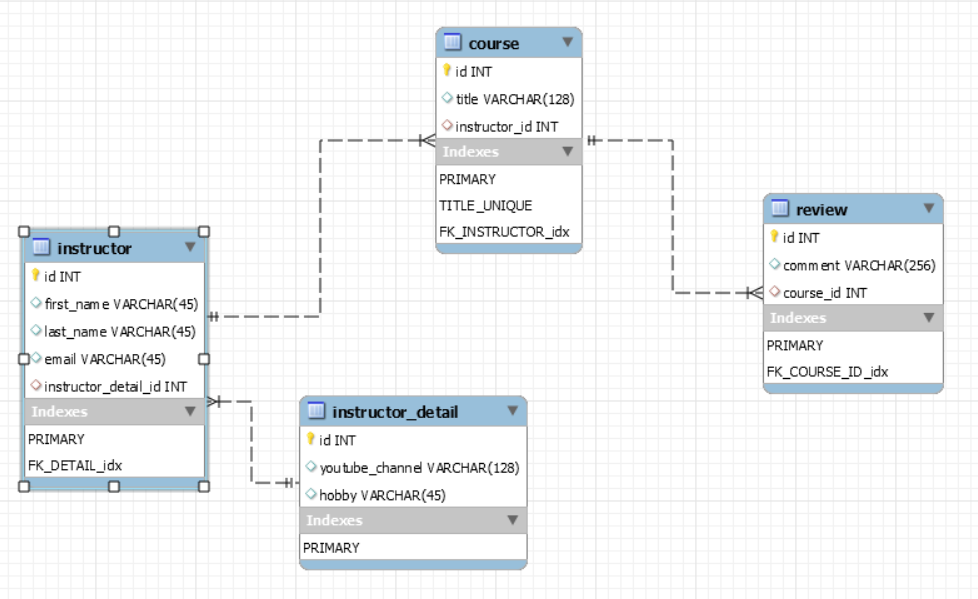 course
id INT
title VARCHAR(128)
instructor_id INT
Indexes
PRIMARY
TITLE_UNIQUE
FK_INSTRUCTOR_idx
review
id INT
comment VARCHAR(256)
course_id INT
Indexes
PRIMARY
FK_COURSE_ID_idx
instructor
id INT
first_name VARCHAR(45)
last_name VARCHAR(45)
email VARCHAR(45)
instructor_detail_id INT
Indexes
PRIMARY
FK_DETAIL_idx
instructor_detail
id INT
youtube_channel VARCHAR(128)
hobby VARCHAR(45)
Indexes
PRIMARY